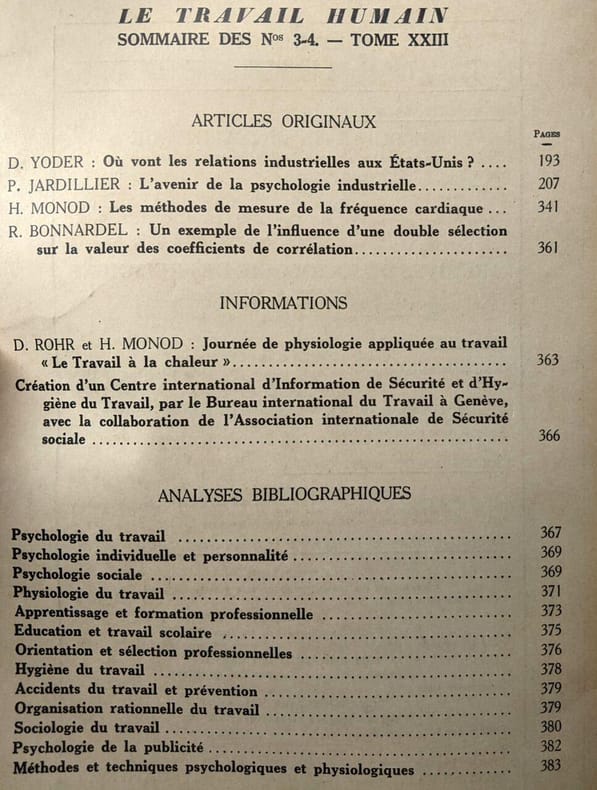 LE TRAVAIL HUMAIN
SOMMAIRE DES Nos 3-4. — TOME XXIII
ARTICLES ORIGINAUX
PAGES
D. YODER : Où vont les relations industrielles aux États-Unis ? .... 193
P. JARDILLIER : L'avenir de la psychologie industrielle............. 207
H. MONOD : Les méthodes de mesure de la fréquence cardiaque ... 341
R. BONNARDEL : Un exemple de l'influence d'une double sélection
sur la valeur des coefficients de corrélation...................... 361
INFORMATIONS
D. ROHR et H. MONOD : Journée de physiologie appliquée au travail
« Le Travail à la chaleur »........................................ 363
Création d'un Centre international d'Information de Sécurité et d'Hy-
giène du Travail, par le Bureau international du Travail à Genève,
avec la collaboration de l'Association internationale de Sécurité
sociale ............................................................ 366
ANALYSES BIBLIOGRAPHIQUES
Psychologie du travail ................................................ 367
Psychologie individuelle et personnalité ................................ 369
Psychologie sociale .................................................... 369
Physiologie du travail ................................................. 371
Apprentissage et formation professionnelle ........................... 373
Education et travail scolaire .......................................... 375
Orientation et sélection professionnelles ............................... 376
Hygiène du travail .................................................... 378
Accidents du travail et prévention .................................... 379
Organisation rationnelle du travail .................................... 379
Sociologie du travail ................................................... 380
Psychologie de la publicité ............................................. 382
Méthodes et techniques psychologiques et physiologiques ............. 383